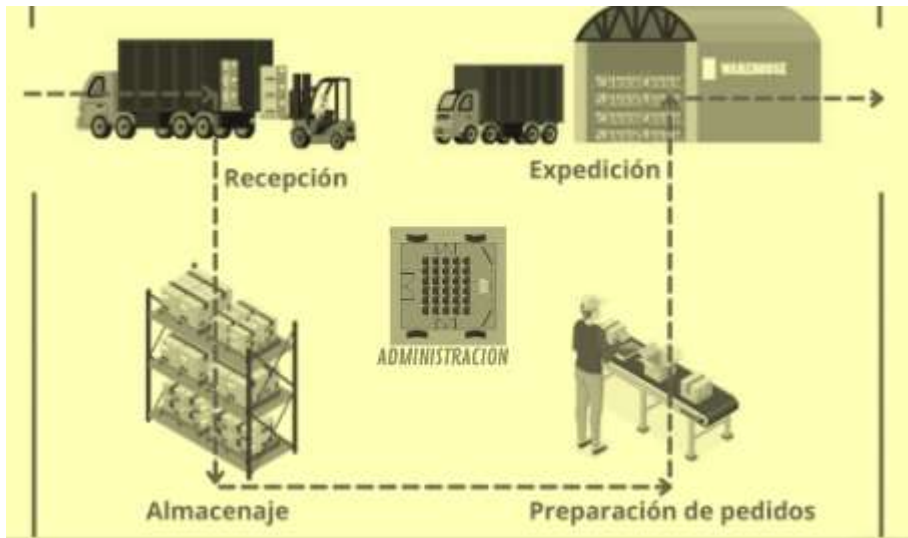 WAREHOUSE
Recepción
Expedición
ADMINISTRACION
Almacenaje
Preparación de pedidos